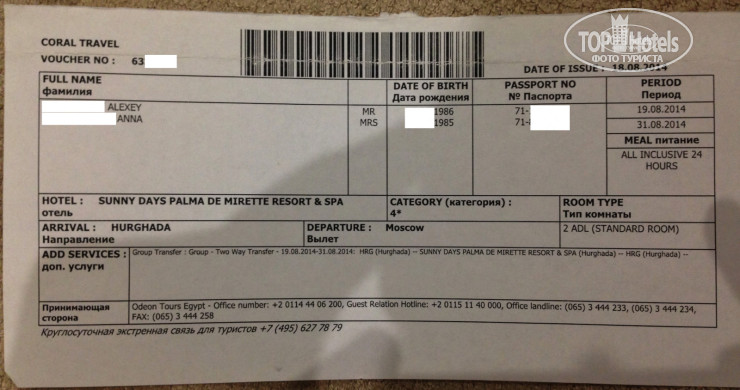 TOP Hotels
ФОТО ТУРИСТА
CORAL TRAVEL
VOUCHER NO : 63
DATE OF ISSUE : 18.08.2014
FULL NAME
фамилия
DATE OF BIRTH
Дата рождения
PASSPORT NO
№ Паспорта
PERIOD
Период
ALEXEY MR 1986 71- 19.08.2014
ANNA MRS 1985 71- 31.08.2014
MEAL питание
ALL INCLUSIVE 24
HOURS
HOTEL : SUNNY DAYS PALMA DE MIRETTE RESORT & SPA
отель
CATEGORY (категория) :
4*
ROOM TYPE
Тип комнаты
ARRIVAL : HURGHADA
Направление
DEPARTURE : Moscow
Вылет
2 ADL (STANDARD ROOM)
ADD SERVICES :
доп. услуги
Group Transfer : Group - Two Way Transfer - 19.08.2014-31.08.2014: HRG (Hurghada) -- SUNNY DAYS PALMA DE MIRETTE RESORT & SPA (Hurghada) -- HRG (Hurghada) --
Принимающая
сторона
Odeon Tours Egypt - Office number: +2 0114 44 06 200, Guest Relation Hotline: +2 0115 11 40 000, Office landline: (065) 3 444 233, (065) 3 444 234,
FAX: (065) 3 444 258
Круглосуточная экстренная связь для туристов +7 (495) 627 78 79